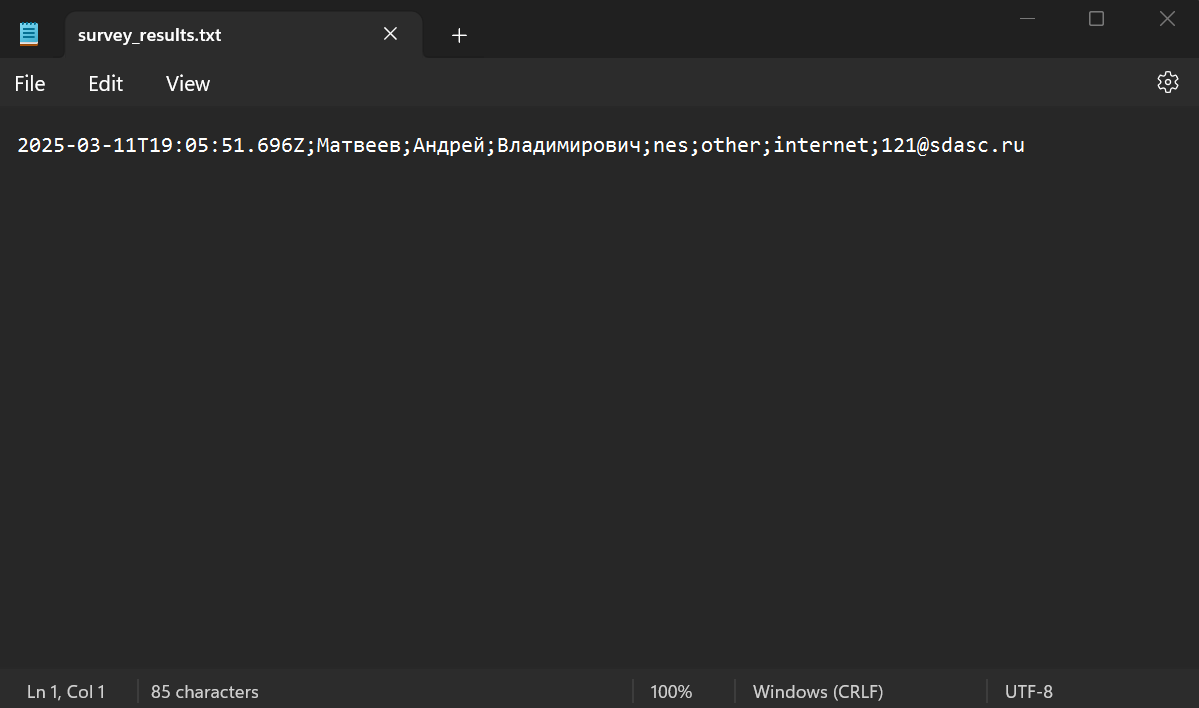 survey_results.txt
File Edit View
2025-03-11T19:05:51.696Z;Матвеев;Андрей;Владимирович;nes;other;internet;121@sdasc.ru
Ln 1, Col 1 85 characters 100% Windows (CRLF) UTF-8